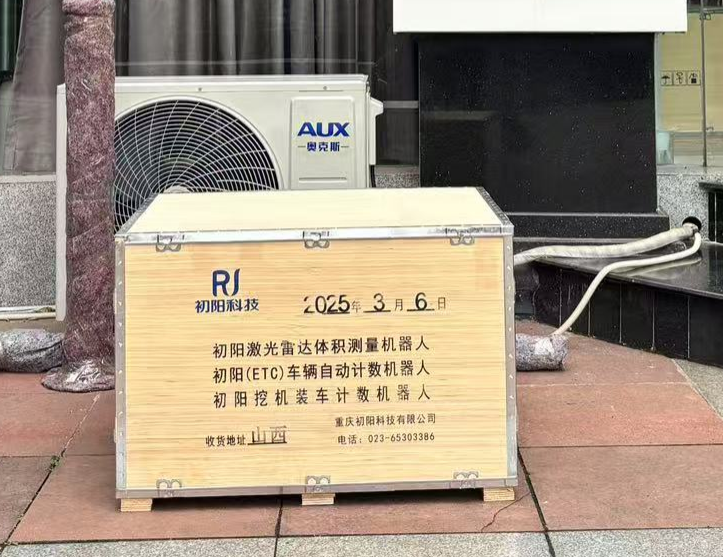 AUX
奥克斯
RJ
初阳科技
2025年 3月 6日
初阳激光雷达体积测量机器人
初阳(ETC)车辆自动计数机器人
初阳挖机装车计数机器人
重庆初阳科技有限公司
收货地址 山西
电话：023-65303386